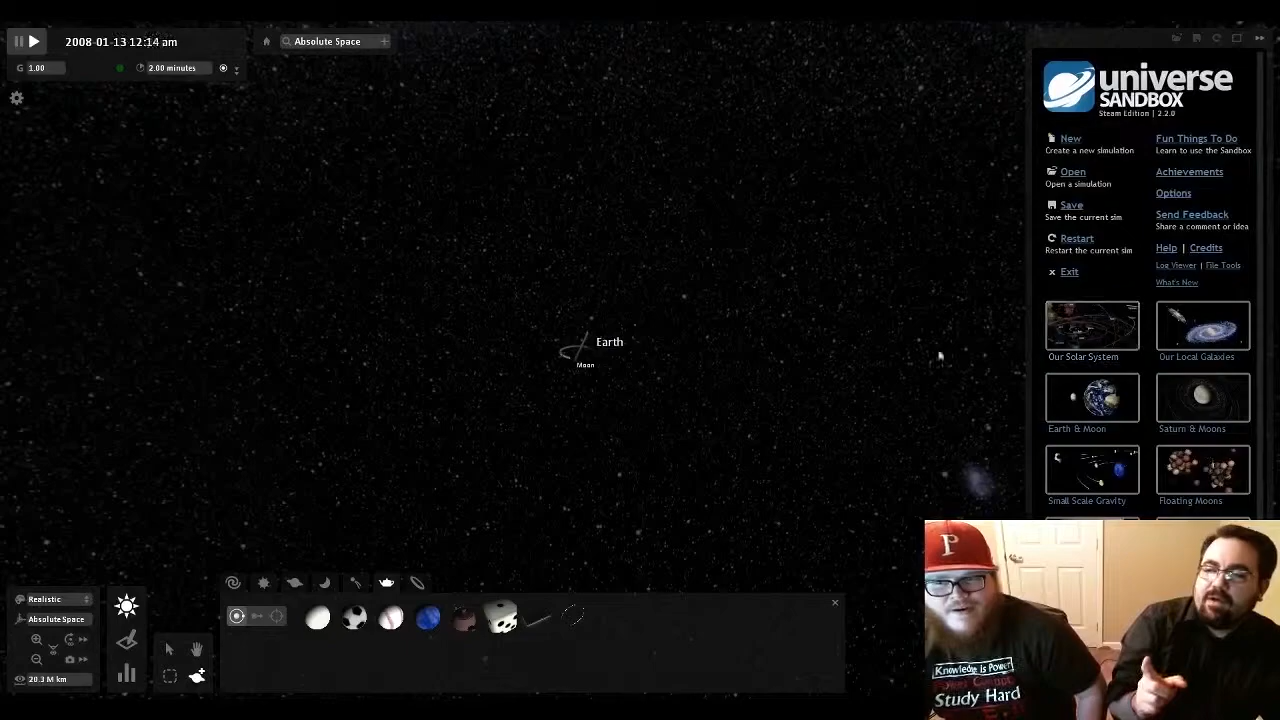 2008-01-13 12:14 am
Absolute Space
G 1.00
2.00 minutes
universe
SANDBOX
Steam Edition | 2.2.0
New
Create a new simulation
Open
Open a simulation
Save
Save the current sim
Restart
Restart the current sim
Exit
Fun Things To Do
Learn to use the Sandbox
Achievements
Options
Send Feedback
Share a comment or idea
Help | Credits
Log Viewer | File Tools
What's New
Our Solar System
Our Local Galaxies
Earth & Moon
Saturn & Moons
Small Scale Gravity
Floating Moons
Earth
Moon
Realistic
Absolute Space
20.3 M km
P
Knowledge is Power
Study Hard